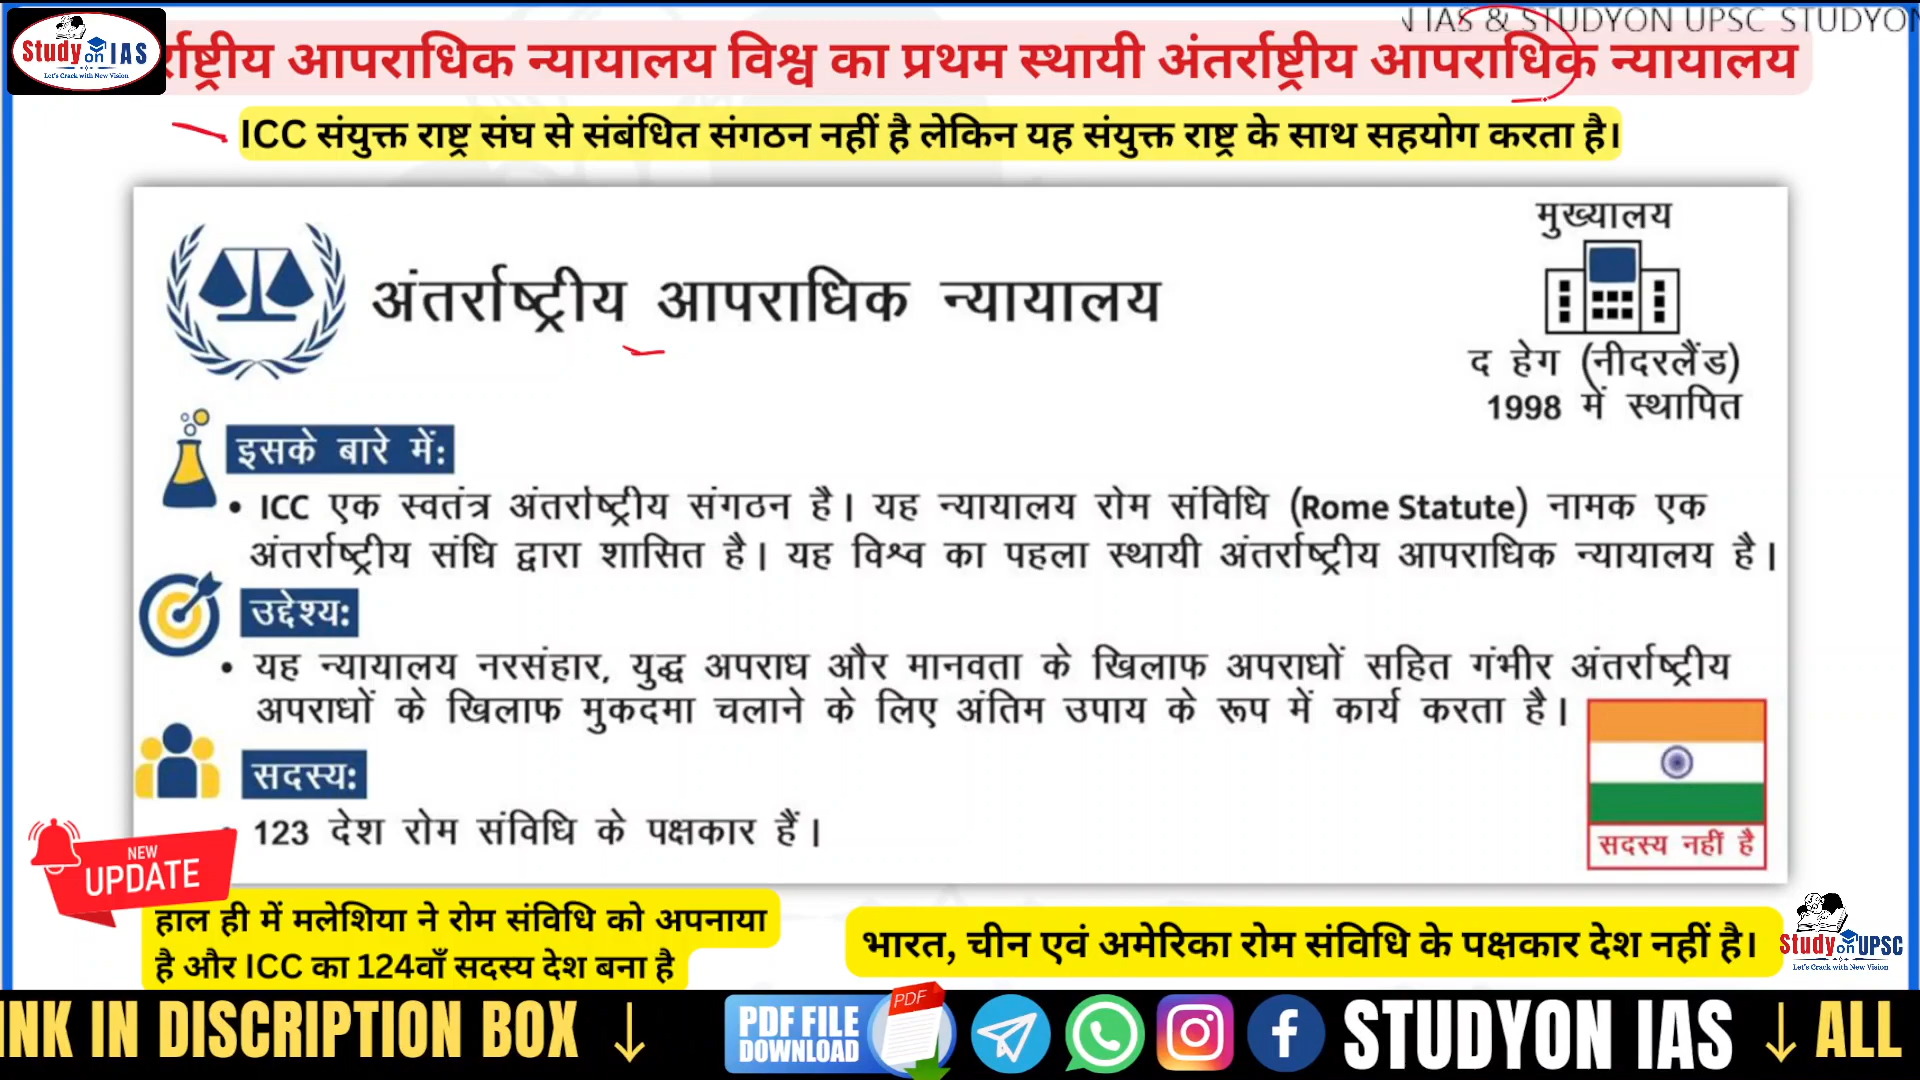 IAS & STUDYON UPSC STUDYON
Study on IAS
Let's Crack with New Vision
र्राष्ट्रीय आपराधिक न्यायालय विश्व का प्रथम स्थायी अंतर्राष्ट्रीय आपराधिक न्यायालय
ICC संयुक्त राष्ट्र संघ से संबंधित संगठन नहीं है लेकिन यह संयुक्त राष्ट्र के साथ सहयोग करता है।
मुख्यालय
अंतर्राष्ट्रीय आपराधिक न्यायालय
द हेग (नीदरलैंड)
1998 में स्थापित
इसके बारे में:
• ICC एक स्वतंत्र अंतर्राष्ट्रीय संगठन है। यह न्यायालय रोम संविधि (Rome Statute) नामक एक
अंतर्राष्ट्रीय संधि द्वारा शासित है। यह विश्व का पहला स्थायी अंतर्राष्ट्रीय आपराधिक न्यायालय है।
उद्देश्य:
• यह न्यायालय नरसंहार, युद्ध अपराध और मानवता के खिलाफ अपराधों सहित गंभीर अंतर्राष्ट्रीय
अपराधों के खिलाफ मुकदमा चलाने के लिए अंतिम उपाय के रूप में कार्य करता है।
सदस्य:
123 देश रोम संविधि के पक्षकार हैं।
सदस्य नहीं है
NEW
UPDATE
हाल ही में मलेशिया ने रोम संविधि को अपनाया
है और ICC का 124वाँ सदस्य देश बना है
भारत, चीन एवं अमेरिका रोम संविधि के पक्षकार देश नहीं है।
Study on UPSC
Let's Crack with New Vision
INK IN DISCRIPTION BOX ↓
PDF FILE
DOWNLOAD
PDF
STUDYON IAS ↓ ALL